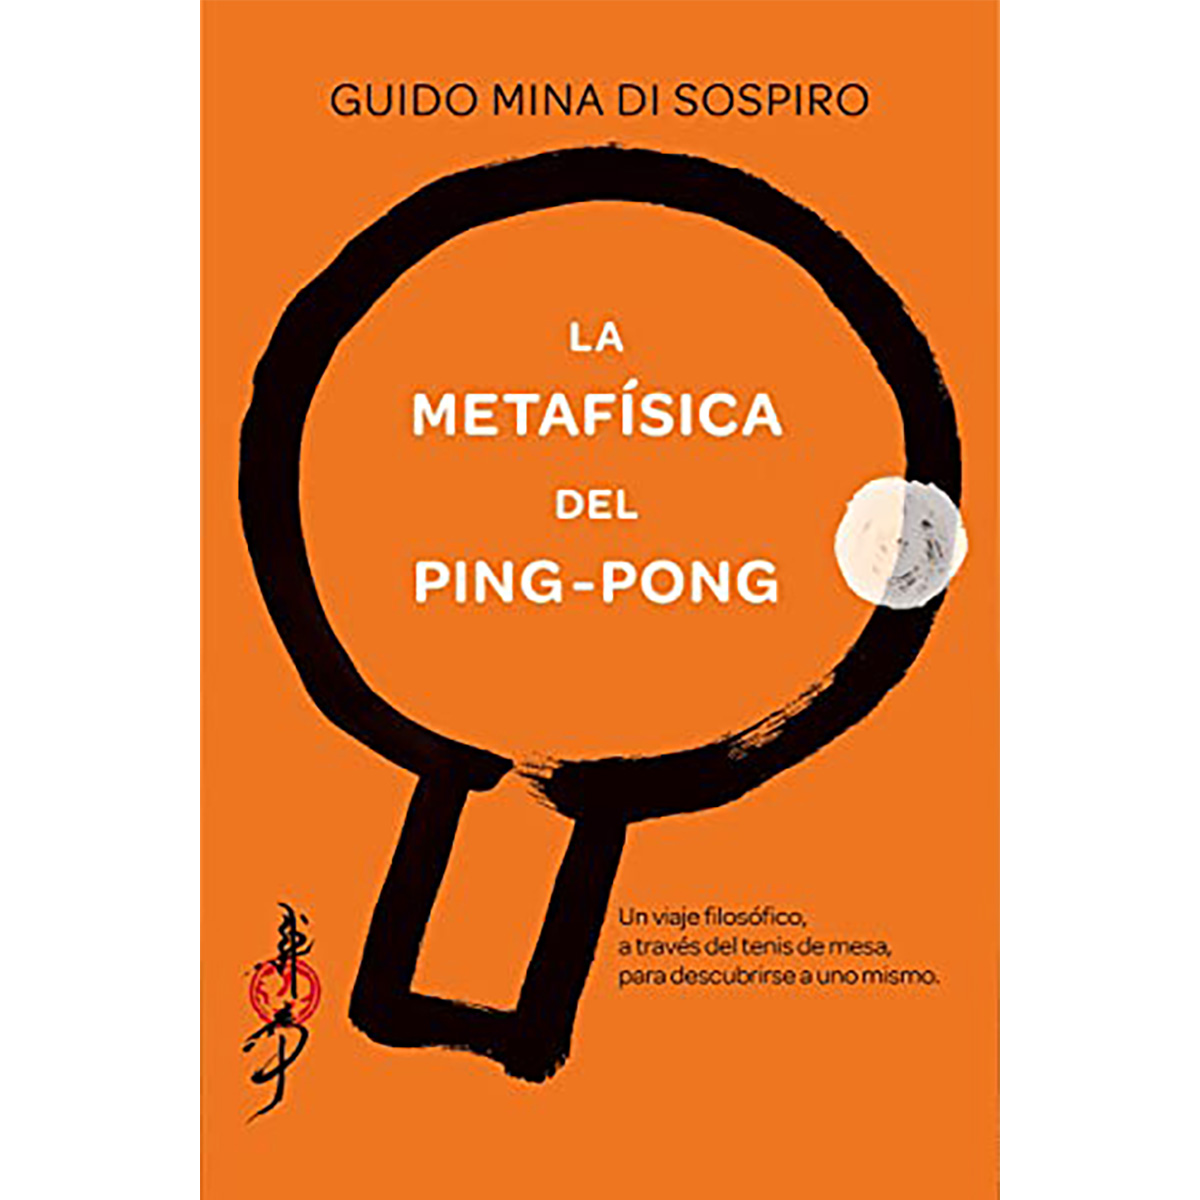 GUIDO MINA DI SOSPIRO
LA
METAFÍSICA
DEL
PING-PONG
Un viaje filosófico,
a través del tenis de mesa,
para descubrirse a uno mismo.